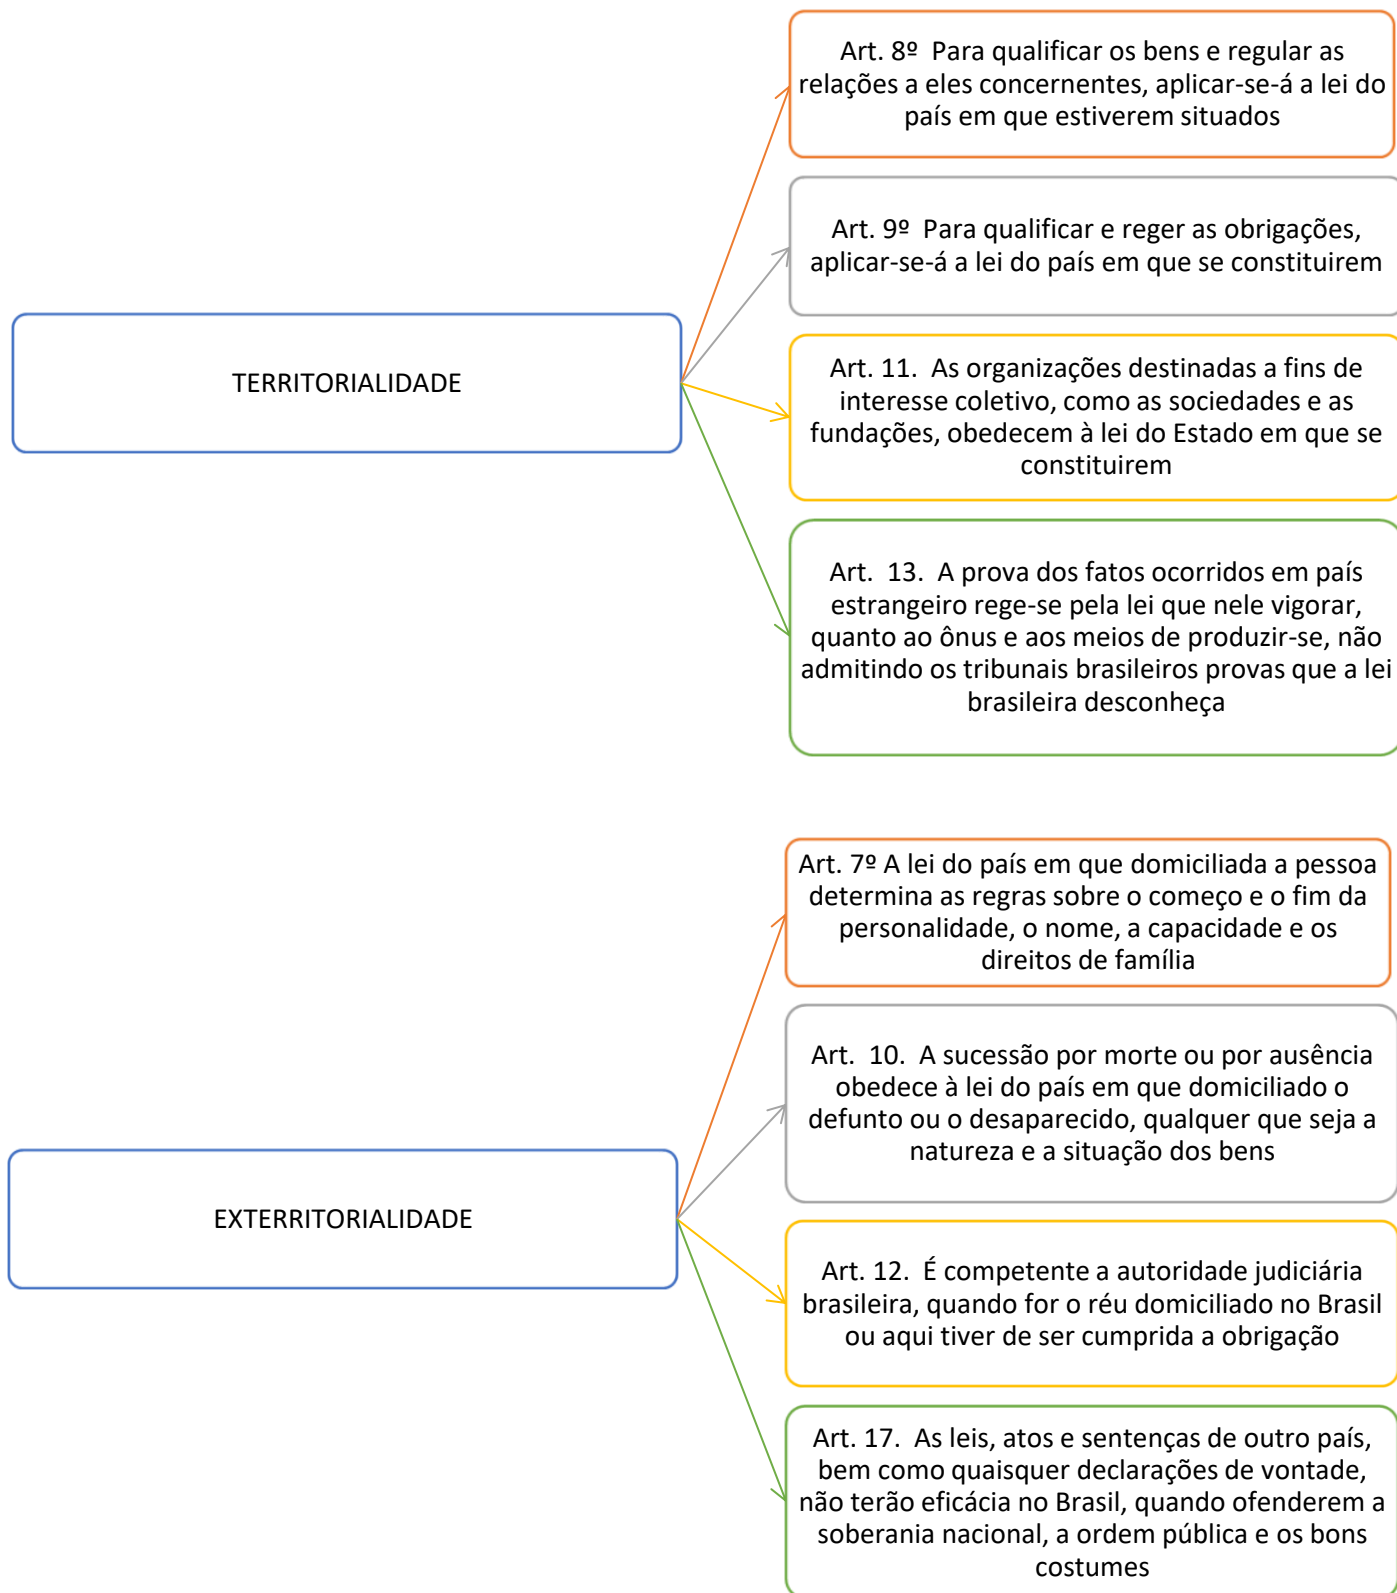 TERRITORIALIDADE
Art. 8º  Para qualificar os bens e regular as
relações a eles concernentes, aplicar-se-á a lei do
país em que estiverem situados
Art. 9º  Para qualificar e reger as obrigações,
aplicar-se-á a lei do país em que se constituirem
Art. 11.  As organizações destinadas a fins de
interesse coletivo, como as sociedades e as
fundações, obedecem à lei do Estado em que se
constituirem
Art.  13.  A prova dos fatos ocorridos em país
estrangeiro rege-se pela lei que nele vigorar,
quanto ao ônus e aos meios de produzir-se, não
admitindo os tribunais brasileiros provas que a lei
brasileira desconheça
EXTERRITORIALIDADE
Art. 7º A lei do país em que domiciliada a pessoa
determina as regras sobre o começo e o fim da
personalidade, o nome, a capacidade e os
direitos de família
Art.  10.  A sucessão por morte ou por ausência
obedece à lei do país em que domiciliado o
defunto ou o desaparecido, qualquer que seja a
natureza e a situação dos bens
Art. 12.  É competente a autoridade judiciária
brasileira, quando for o réu domiciliado no Brasil
ou aqui tiver de ser cumprida a obrigação
Art. 17.  As leis, atos e sentenças de outro país,
bem como quaisquer declarações de vontade,
não terão eficácia no Brasil, quando ofenderem a
soberania nacional, a ordem pública e os bons
costumes